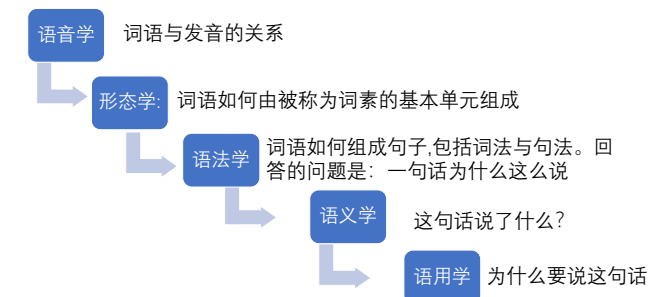 语音学 词语与发音的关系
形态学: 词语如何由被称为词素的基本单元组成
语法学 词语如何组成句子,包括词法与句法。回
答的问题是：一句话为什么这么说
语义学 这句话说了什么?
语用学 为什么要说这句话